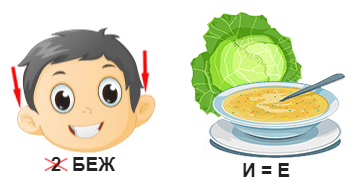 2 БЕЖ
И = Е